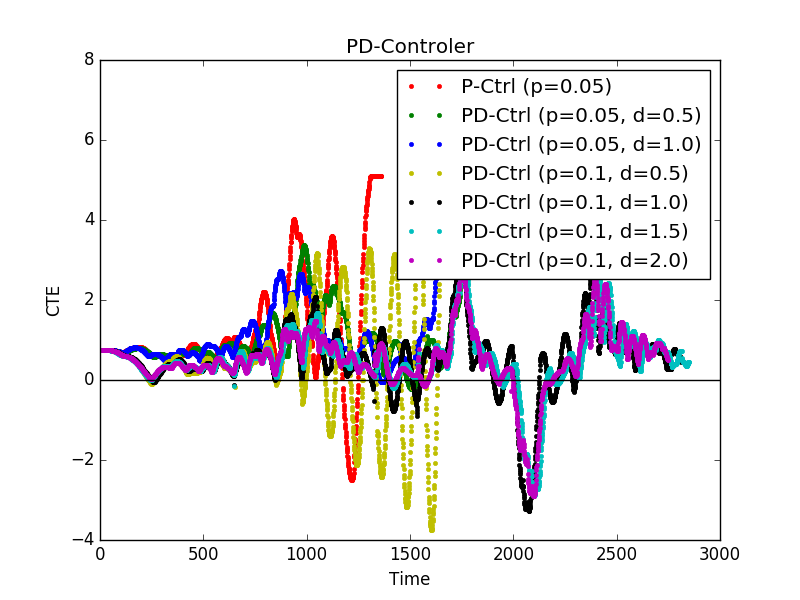 PD-Controler
8
6
4
2
0
−2
−4
CTE
0 500 1000 1500 2000 2500 3000
Time
P-Ctrl (p=0.05)
PD-Ctrl (p=0.05, d=0.5)
PD-Ctrl (p=0.05, d=1.0)
PD-Ctrl (p=0.1, d=0.5)
PD-Ctrl (p=0.1, d=1.0)
PD-Ctrl (p=0.1, d=1.5)
PD-Ctrl (p=0.1, d=2.0)